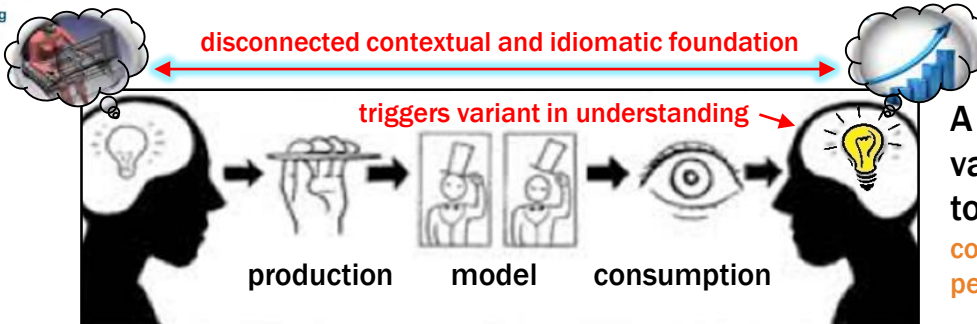 disconnected contextual and idiomatic foundation
triggers variant in understanding
production model consumption
A
va
to
co
pe